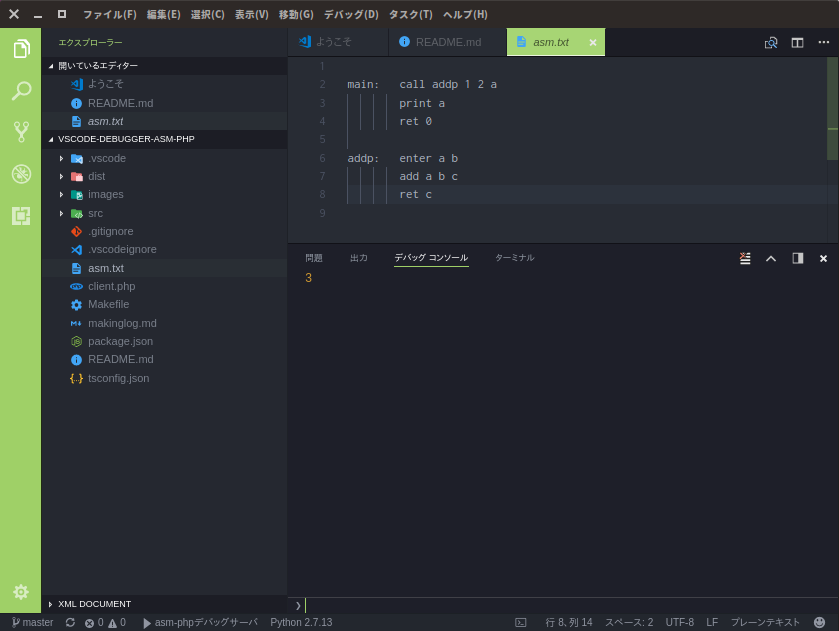 ファイル(F) 編集(E) 選択(C) 表示(V) 移動(G) デバッグ(D) タスク(T) ヘルプ(H)
エクスプローラー
開いているエディター
ようこそ
README.md
asm.txt
VSCODE-DEBUGGER-ASM-PHP
.vscode
dist
images
src
.gitignore
.vscodeignore
asm.txt
client.php
Makefile
makinglog.md
package.json
README.md
tsconfig.json
XML DOCUMENT
ようこそ README.md asm.txt
1
2 main: call addp 1 2 a
3 print a
4 ret 0
5
6 addp: enter a b
7 add a b c
8 ret c
9
問題 出力 デバッグ コンソール ターミナル
3
master 0 0 asm-phpデバッグサーバ Python 2.7.13 行 8, 列 14 スペース: 2 UTF-8 LF プレーンテキスト